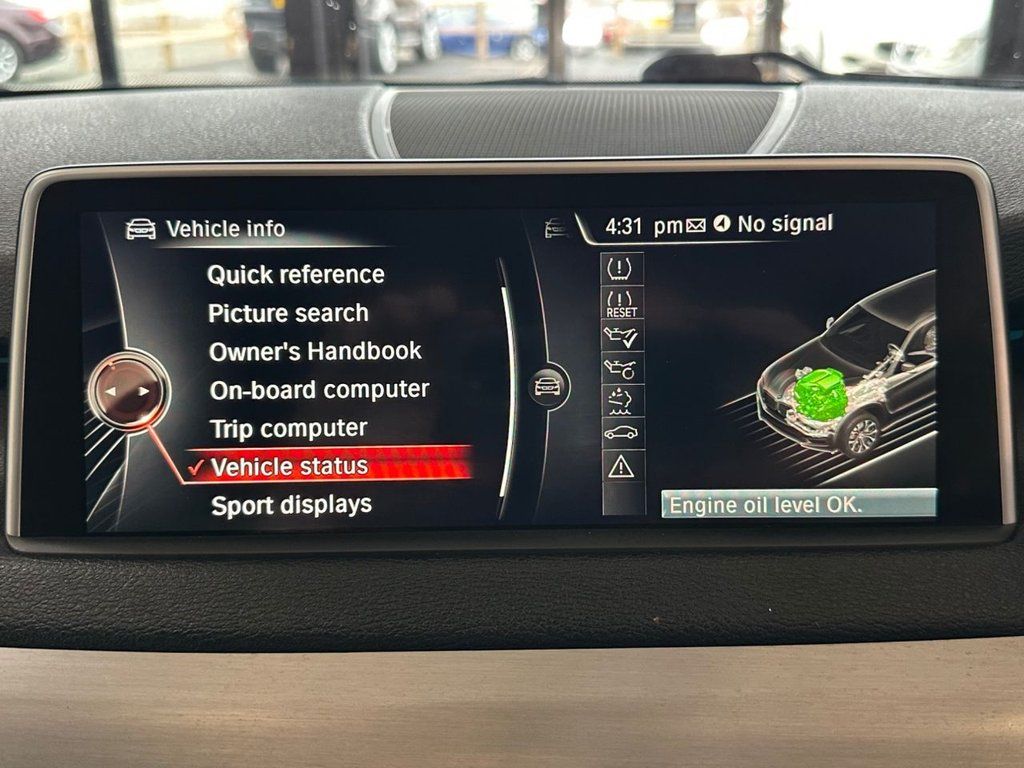 Vehicle info
Quick reference
Picture search
Owner's Handbook
On-board computer
Trip computer
Vehicle status
Sport displays
4:31 pm No signal
RESET
Engine oil level OK.